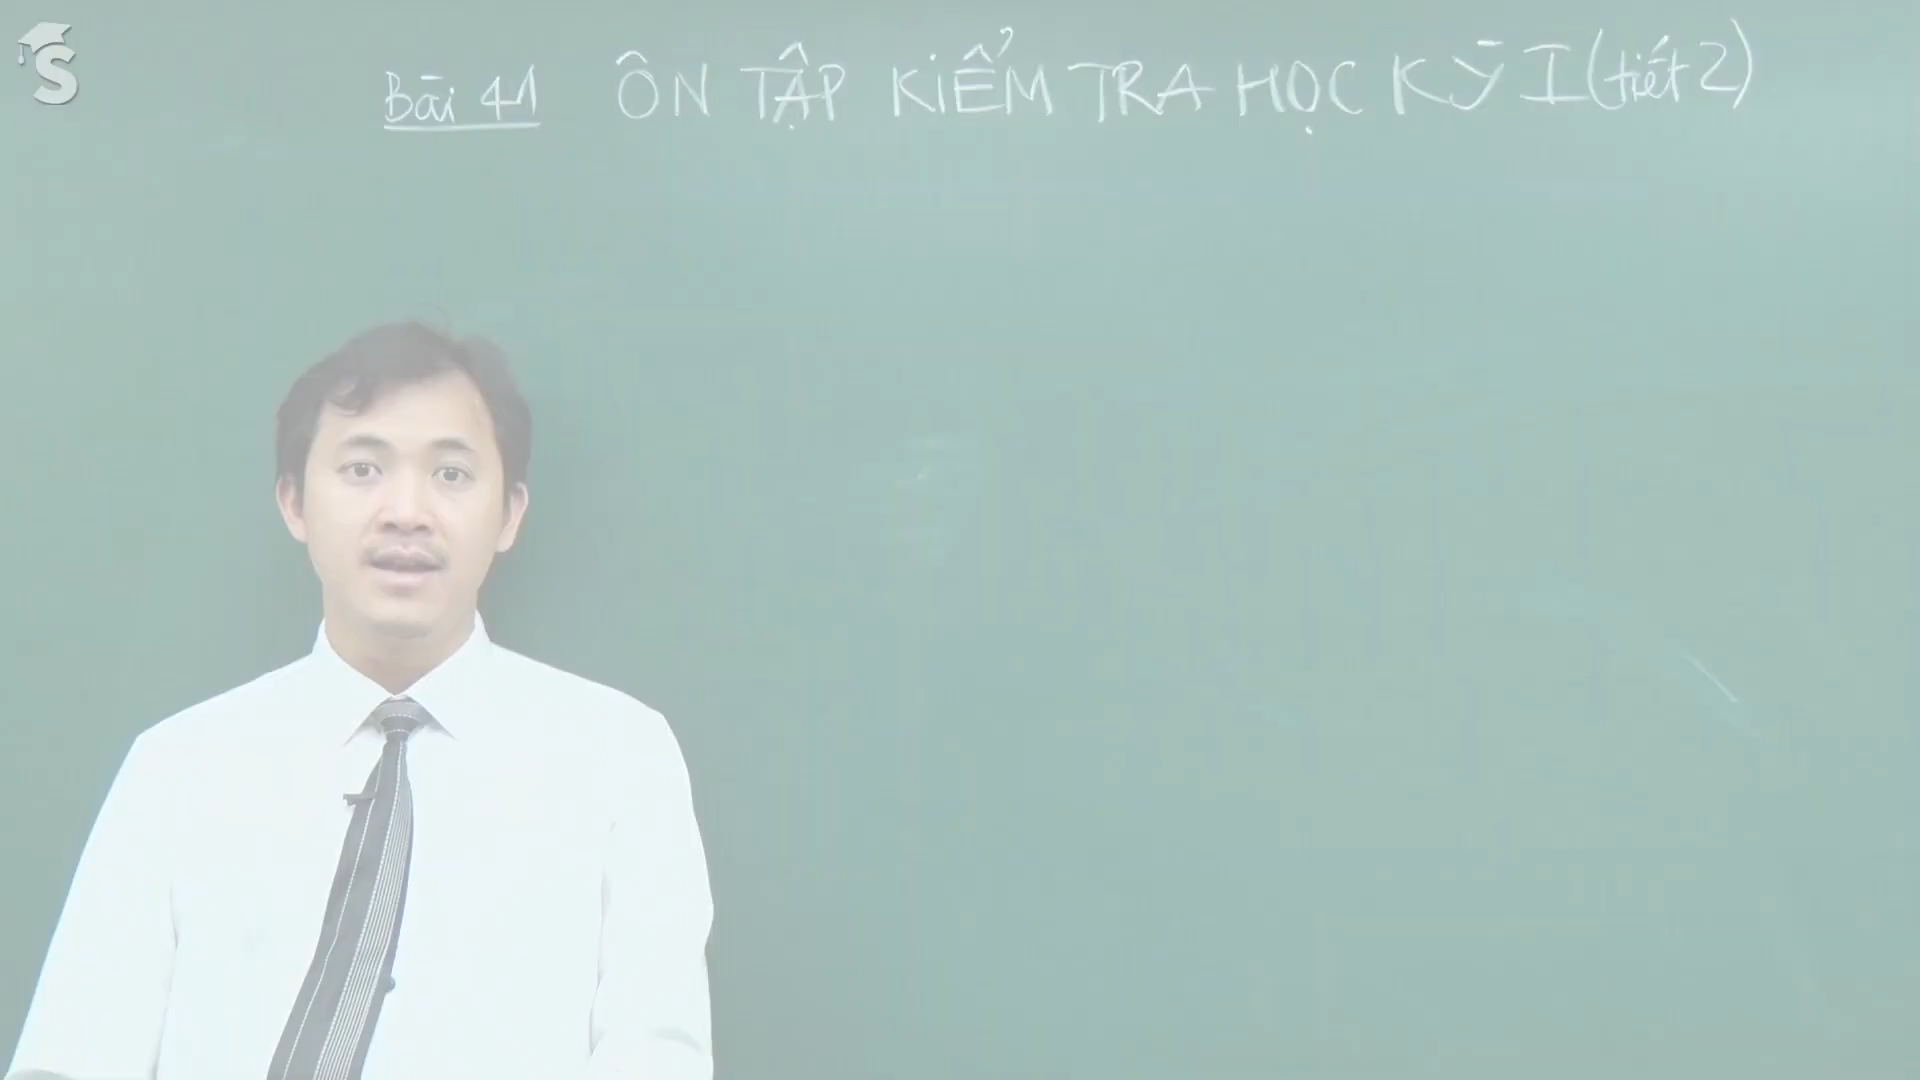 Bài 41 ÔN TẬP KIỂM TRA HỌC KỲ I (tiết 2)
S